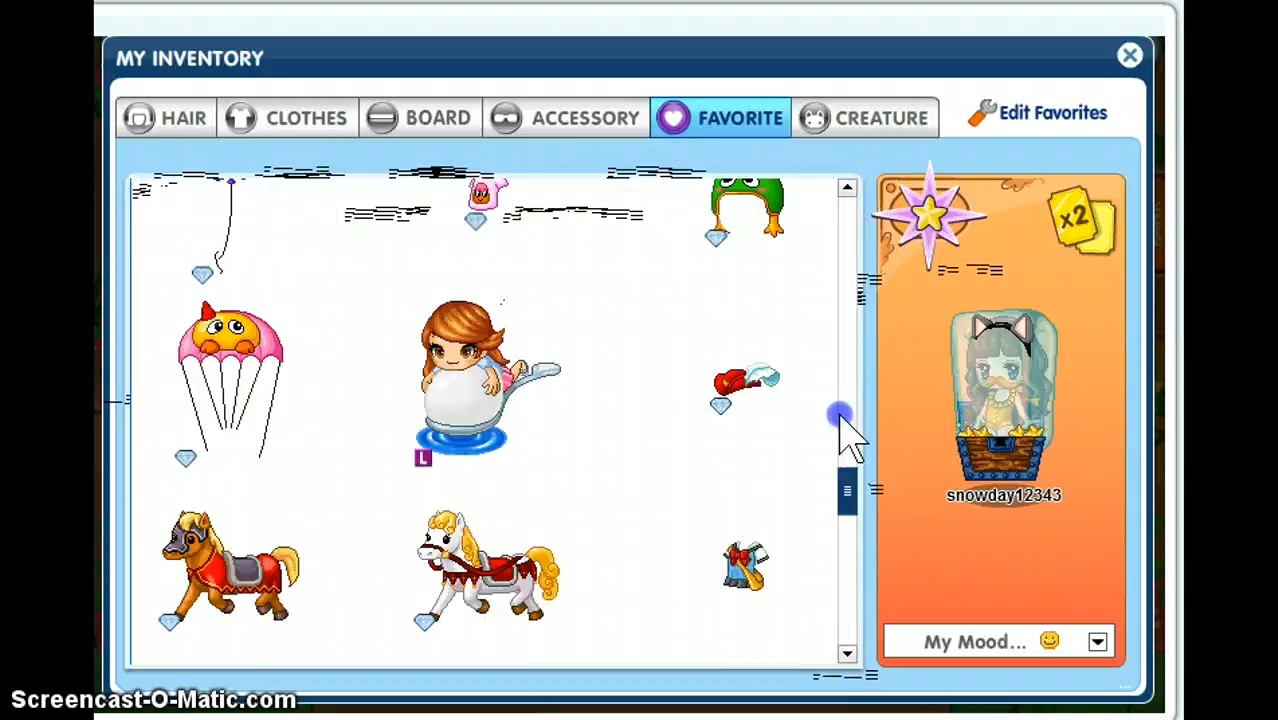 MY INVENTORY
HAIR
CLOTHES
BOARD
ACCESSORY
FAVORITE
CREATURE
Edit Favorites
x2
L
snowday12343
My Mood...
Screencast-O-Matic.com